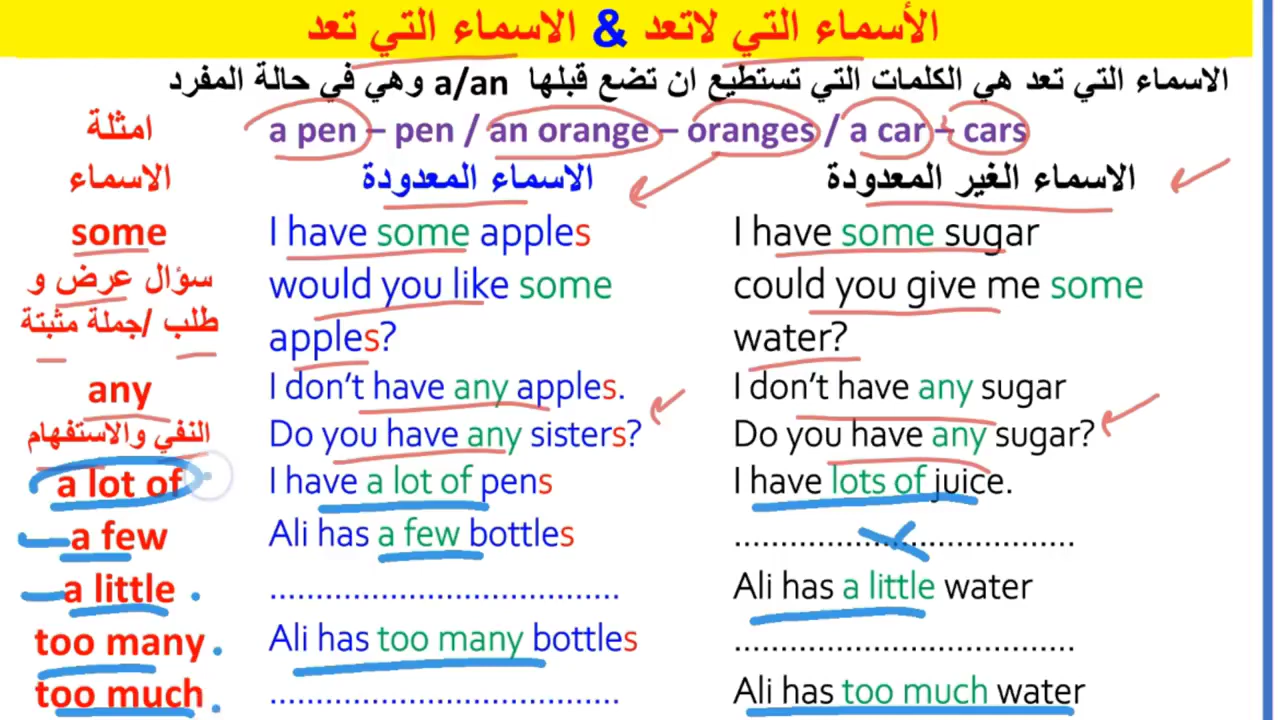 الأسماء التي لاتعد & الاسماء التي تعد
الاسماء التي تعد هي الكلمات التي تستطيع ان تضع قبلها a/an وهي في حالة المفرد
امثلة a pen – pen / an orange – oranges / a car – cars
الاسماء الاسماء المعدودة الاسماء الغير المعدودة
some I have some apples I have some sugar
سؤال عرض و would you like some could you give me some
طلب /جملة مثبتة apples? water?
any I don't have any apples. I don't have any sugar
النفي والاستفهام Do you have any sisters? Do you have any sugar?
a lot of I have a lot of pens I have lots of juice.
a few Ali has a few bottles ....................................
a little ...................................... Ali has a little water
too many Ali has too many bottles ....................................
too much ...................................... Ali has too much water